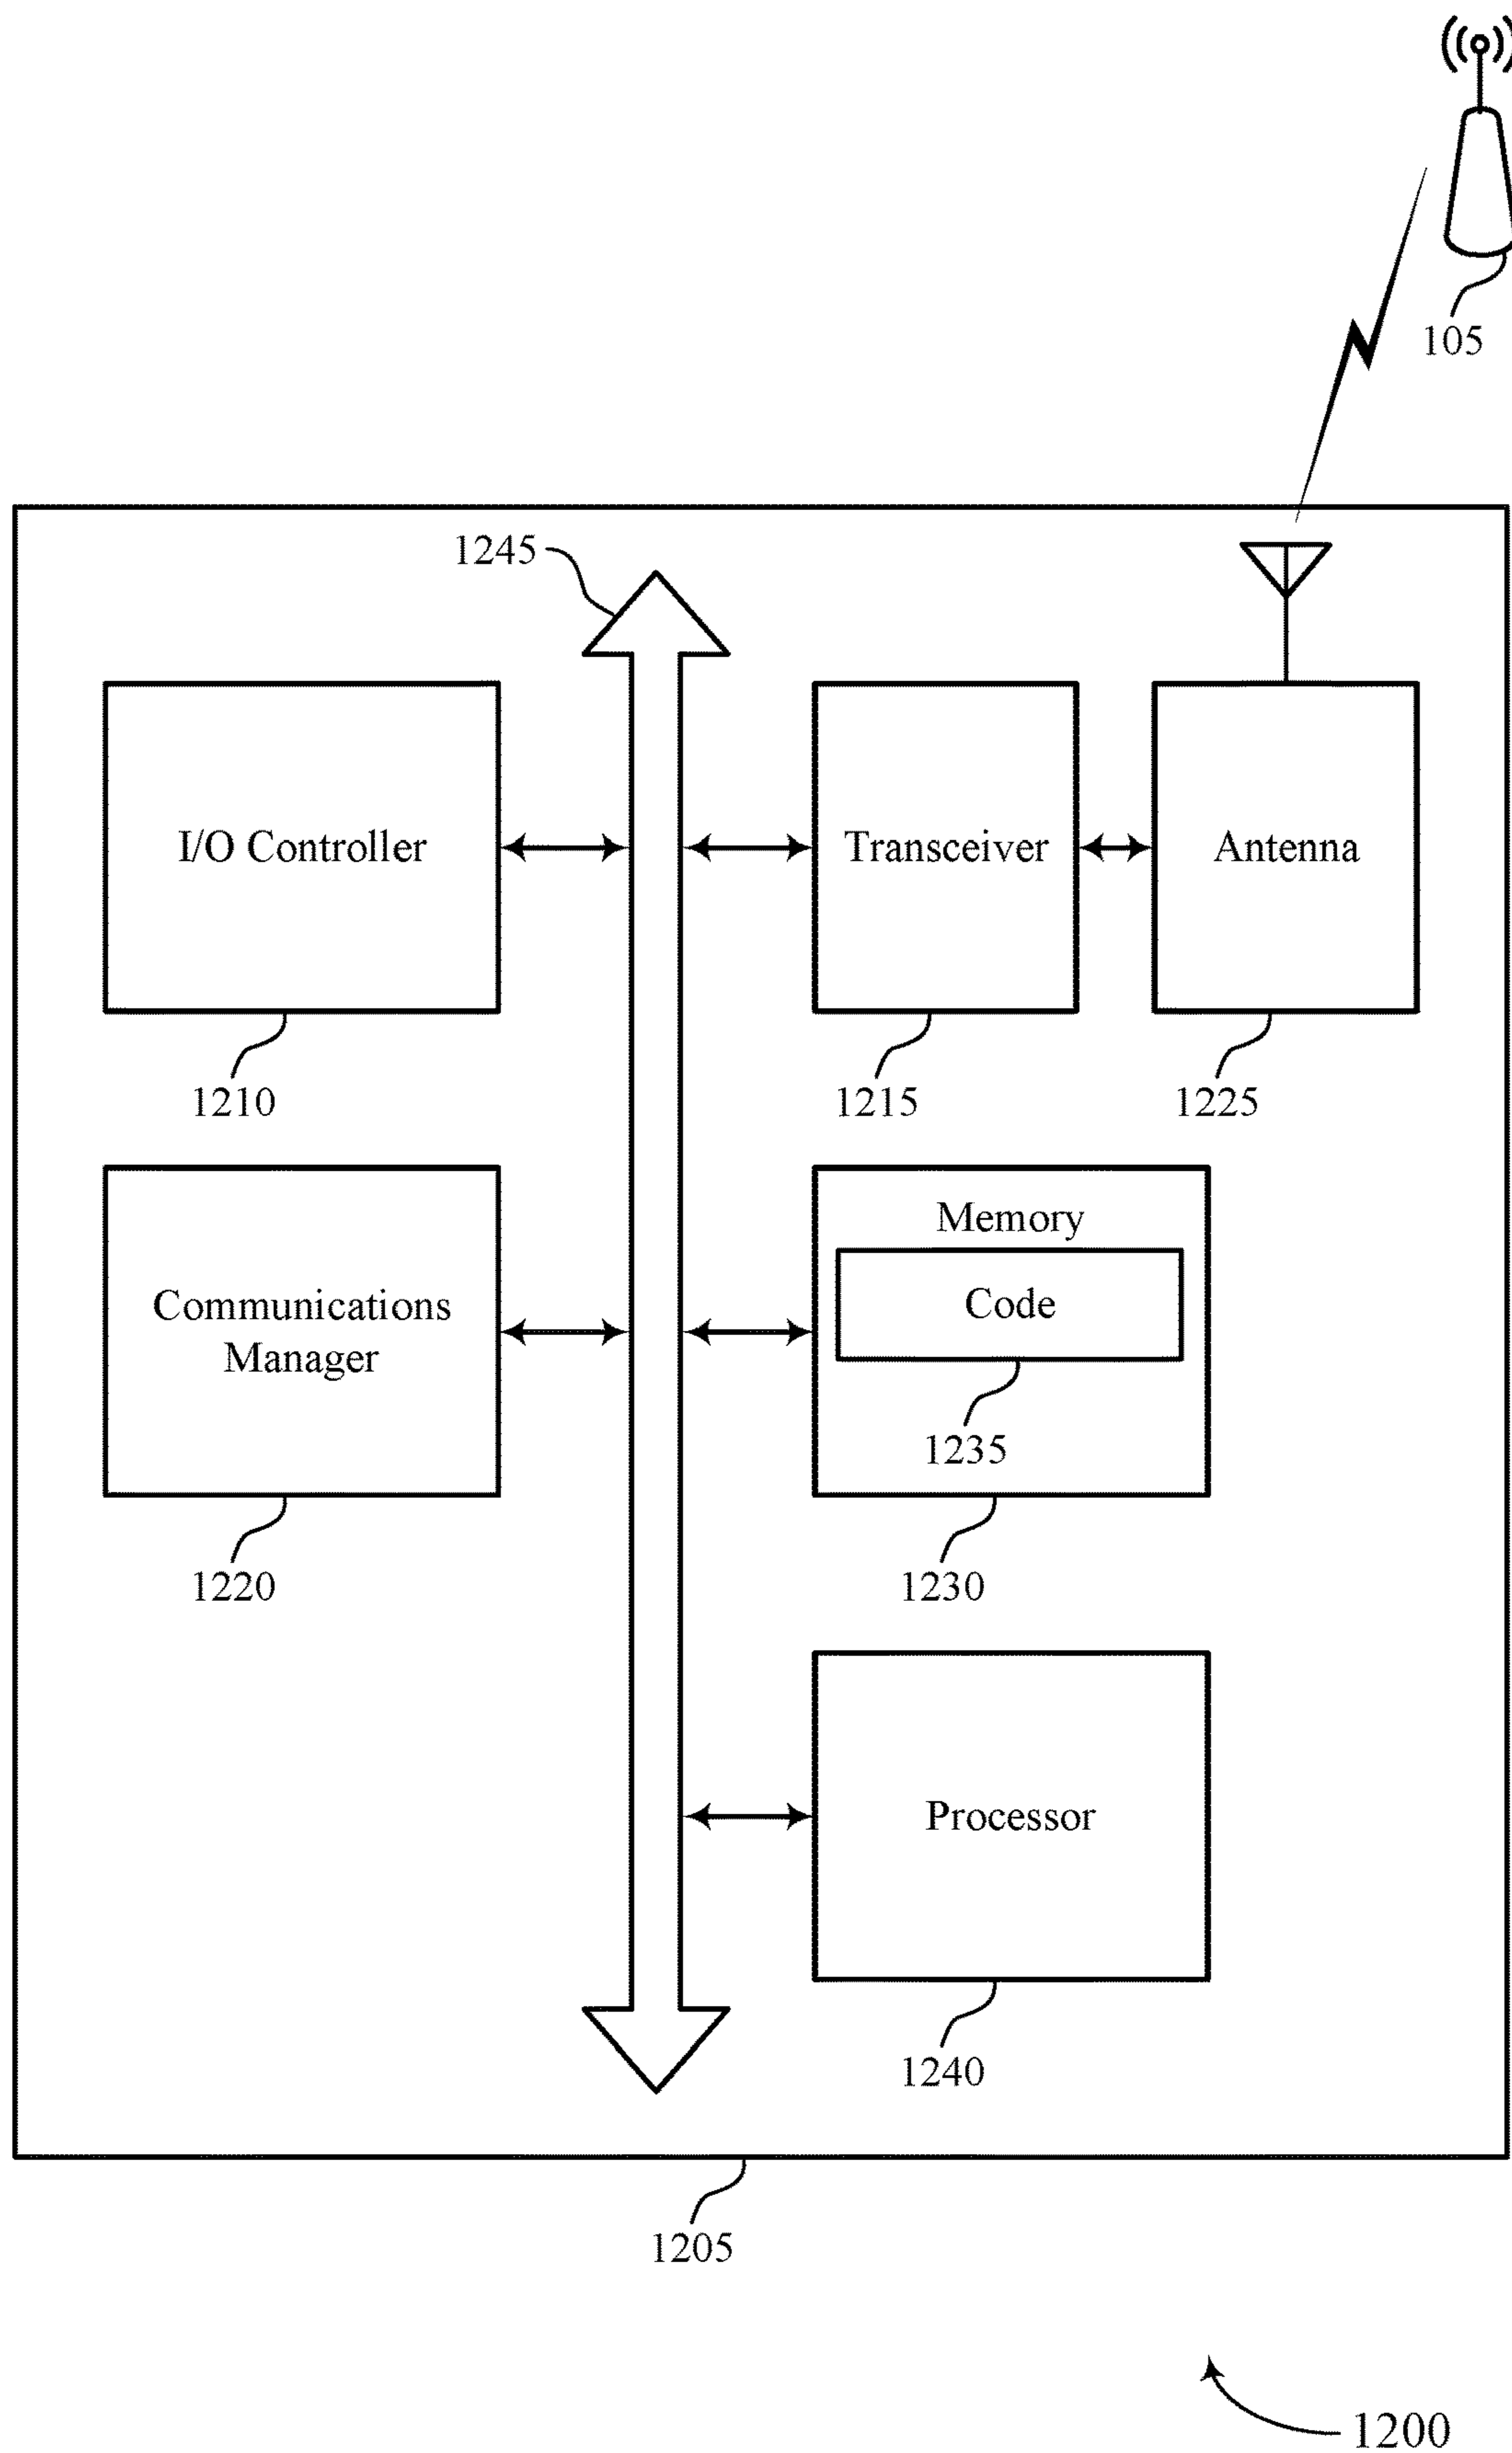 105
1245
I/O Controller
Transceiver
Antenna
1210
1215
1225
Communications
Manager
Memory
Code
1235
1220
1230
Processor
1240
1205
1200